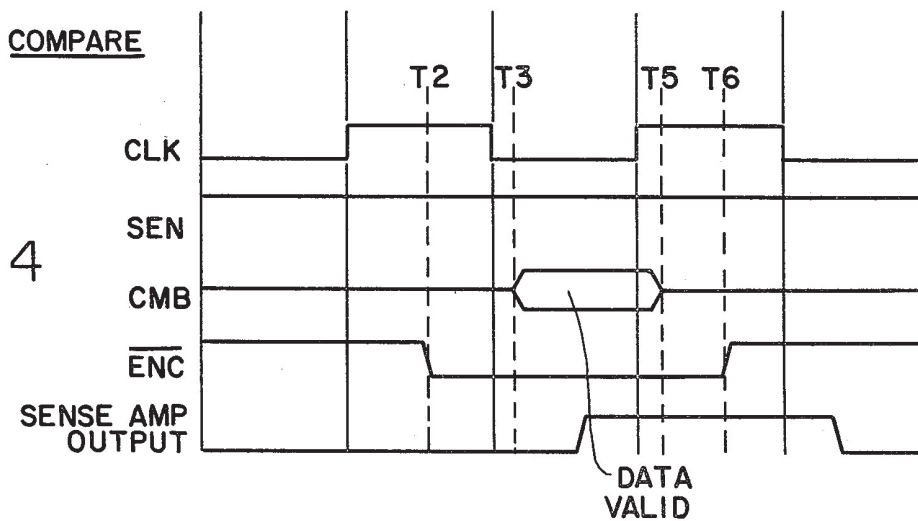 COMPARE
T2 T3 T5 T6
CLK
SEN
4
CMB
ENC
SENSE AMP
OUTPUT
DATA
VALID